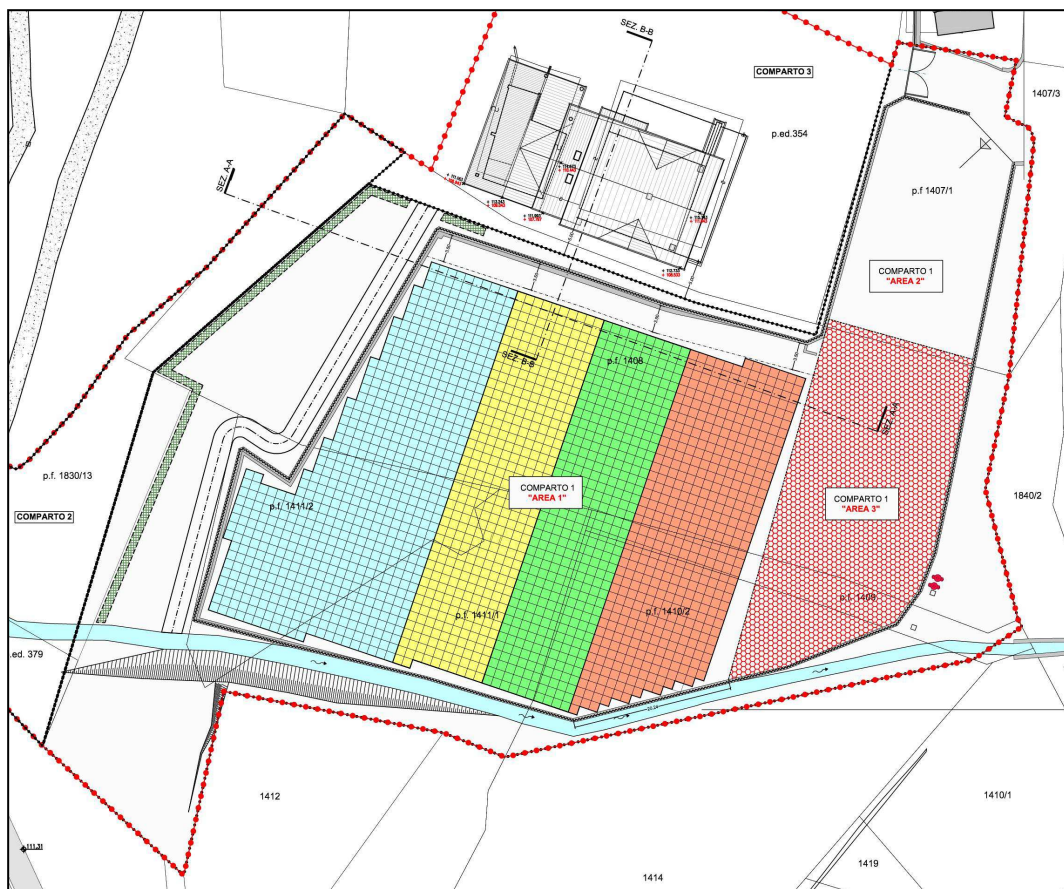 SEZ. B-B
COMPARTO 3
1407/3
p.ed.354
SEZ. A-A
p.f 1407/1
COMPARTO 1
"AREA 2"
p.f. 1408
SEZ. B-B
SEZ. A-A
p.f. 1830/13
COMPARTO 2
p.f. 1411/2
COMPARTO 1
"AREA 1"
COMPARTO 1
"AREA 3"
1840/2
p.f. 1409
p.f. 1411/1
p.f. 1410/2
.ed. 379
1412
1410/1
111.31
1419
1414